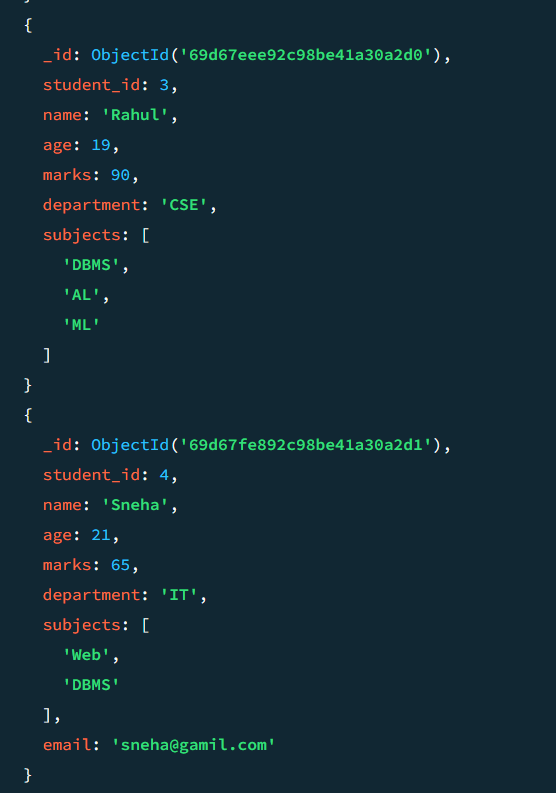 {
_id: ObjectId('69d67eee92c98be41a30a2d0'),
student_id: 3,
name: 'Rahul',
age: 19,
marks: 90,
department: 'CSE',
subjects: [
'DBMS',
'AL',
'ML'
]
}
{
_id: ObjectId('69d67fe892c98be41a30a2d1'),
student_id: 4,
name: 'Sneha',
age: 21,
marks: 65,
department: 'IT',
subjects: [
'Web',
'DBMS'
],
email: 'sneha@gamil.com'
}